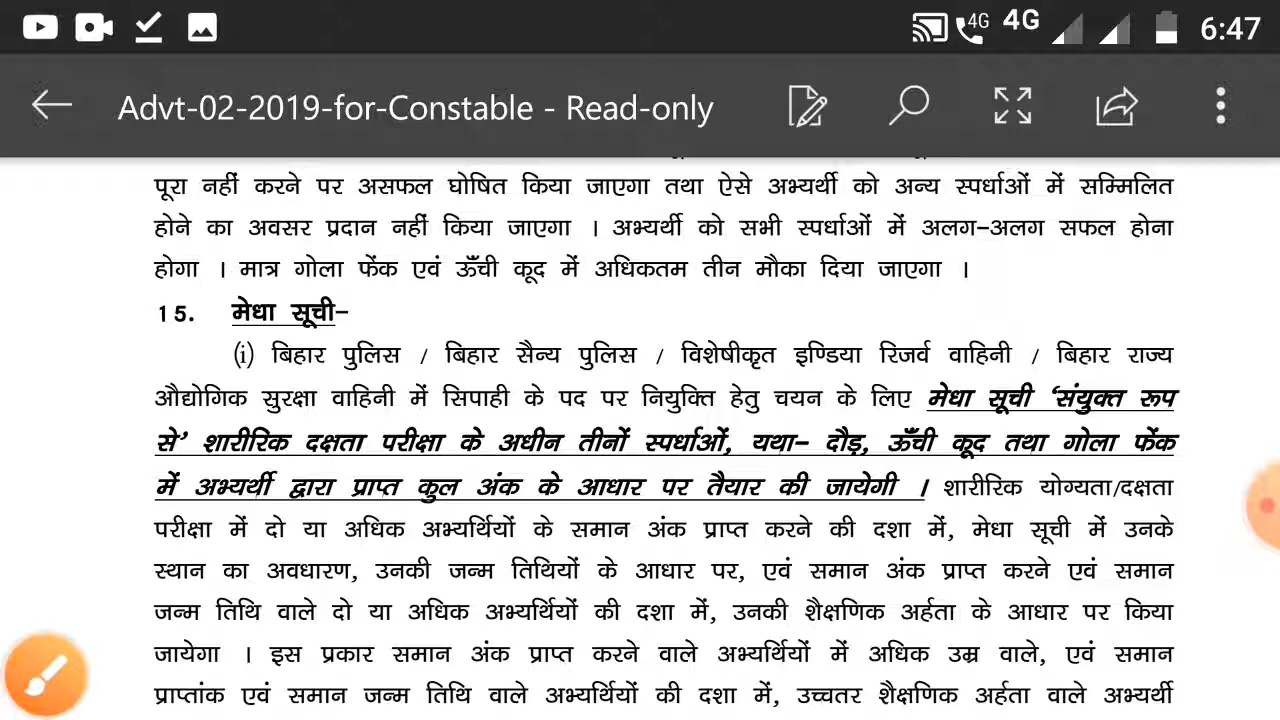 4G 4G 6:47
Advt-02-2019-for-Constable - Read-only
पूरा नहीं करने पर असफल घोषित किया जाएगा तथा ऐसे अभ्यर्थी को अन्य स्पर्धाओं में सम्मिलित
होने का अवसर प्रदान नहीं किया जाएगा । अभ्यर्थी को सभी स्पर्धाओं में अलग-अलग सफल होना
होगा । मात्र गोला फेंक एवं ऊँची कूद में अधिकतम तीन मौका दिया जाएगा ।
15. मेधा सूची-
(i) बिहार पुलिस / बिहार सैन्य पुलिस / विशेषीकृत इण्डिया रिजर्व वाहिनी / बिहार राज्य
औद्योगिक सुरक्षा वाहिनी में सिपाही के पद पर नियुक्ति हेतु चयन के लिए मेधा सूची ‘संयुक्त रूप
से’ शारीरिक दक्षता परीक्षा के अधीन तीनों स्पर्धाओं, यथा- दौड़, ऊँची कूद तथा गोला फेंक
में अभ्यर्थी द्वारा प्राप्त कुल अंक के आधार पर तैयार की जायेगी । शारीरिक योग्यता/दक्षता
परीक्षा में दो या अधिक अभ्यर्थियों के समान अंक प्राप्त करने की दशा में, मेधा सूची में उनके
स्थान का अवधारण, उनकी जन्म तिथियों के आधार पर, एवं समान अंक प्राप्त करने एवं समान
जन्म तिथि वाले दो या अधिक अभ्यर्थियों की दशा में, उनकी शैक्षणिक अर्हता के आधार पर किया
जायेगा । इस प्रकार समान अंक प्राप्त करने वाले अभ्यर्थियों में अधिक उम्र वाले, एवं समान
प्राप्तांक एवं समान जन्म तिथि वाले अभ्यर्थियों की दशा में, उच्चतर शैक्षणिक अर्हता वाले अभ्यर्थी